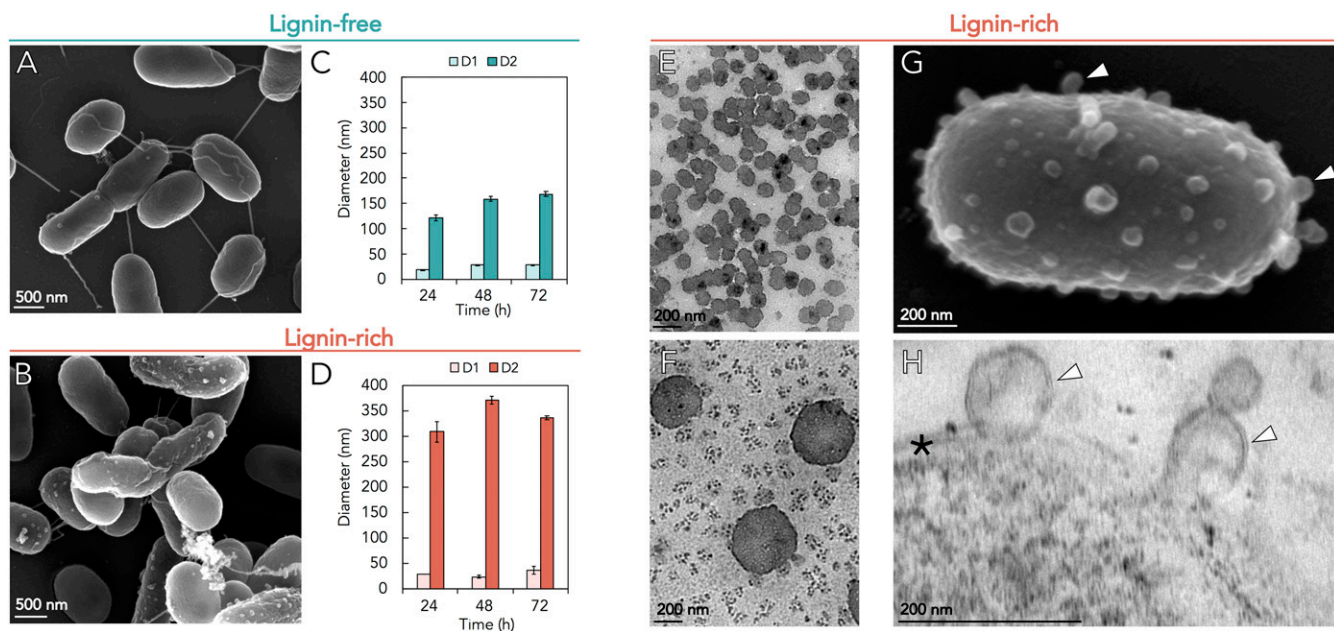 Lignin-free
A
500 nm
C
D1 D2
Diameter (nm)
400
350
300
250
200
150
100
50
0
24 48 72
Time (h)
Lignin-rich
B
500 nm
D
D1 D2
Diameter (nm)
400
350
300
250
200
150
100
50
0
24 48 72
Time (h)
Lignin-rich
E
200 nm
F
200 nm
G
200 nm
H
*
200 nm